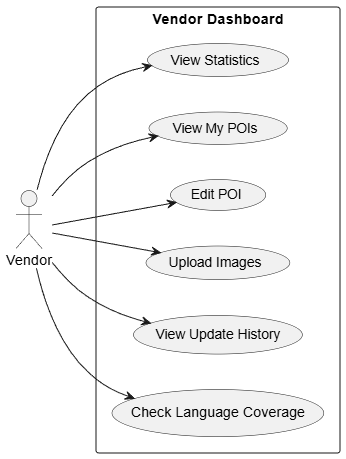 Vendor Dashboard
View Statistics
View My POIs
Edit POI
Upload Images
Vendor
View Update History
Check Language Coverage